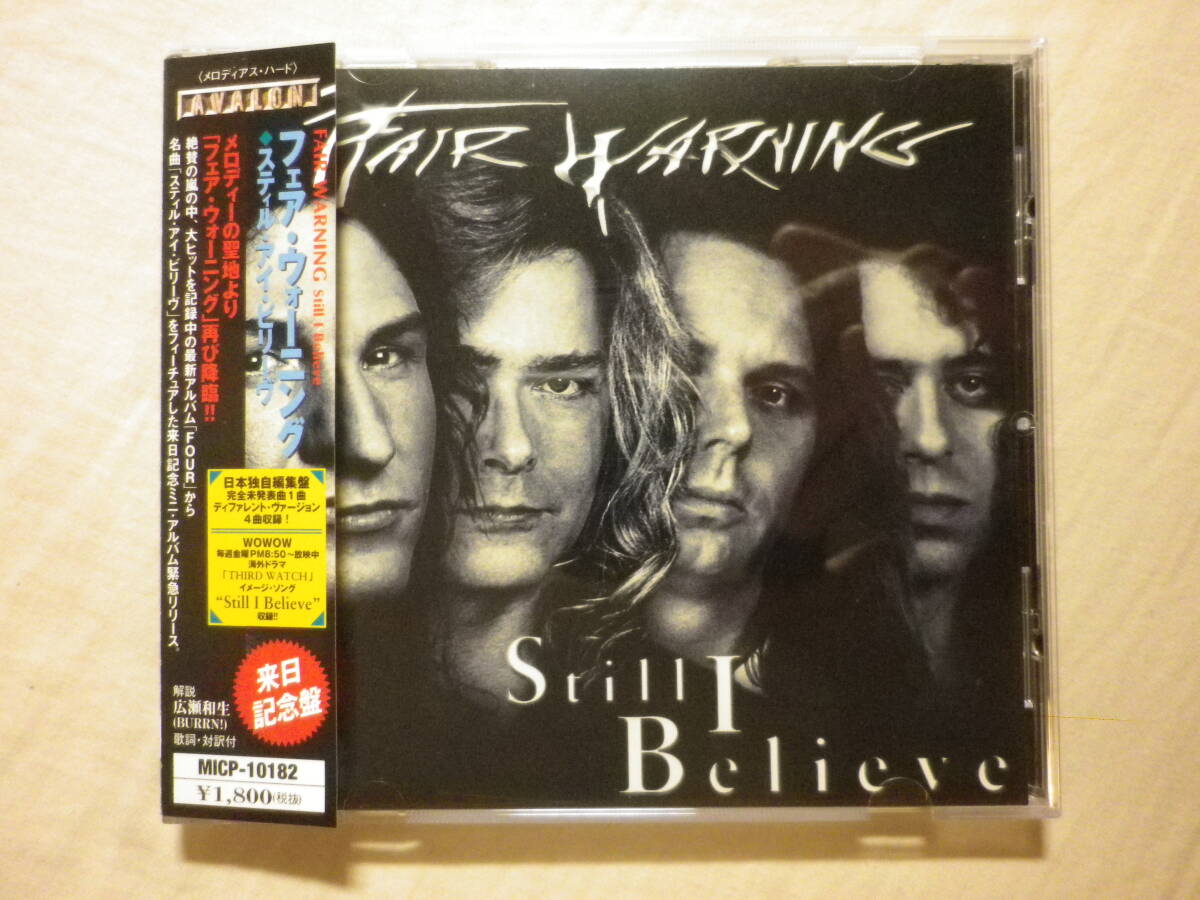 〈メロディアス・ハード〉
AVALON
FAIR WARNING Still I Believe
フェア・ウォーニング
◆スティル・アイ・ビリーヴ
メロディーの聖地より
「フェア・ウォーニング」再び降臨!!
絶賛の嵐の中、大ヒットを記録中の最新アルバム「FOUR」から
名曲「スティル・アイ・ビリーヴ」をフィーチュアした来日記念ミニ・アルバム緊急リリース。
日本独自編集盤
完全未発表曲1曲
ディファレント・ヴァージョン
4曲収録!
WOWOW
毎週金曜PM8:50〜放映中
海外ドラマ
「THIRD WATCH」
イメージ・ソング
“Still I Believe”
収録!!
来日
記念盤
解説
広瀬和生
(BURRN!)
歌詞・対訳付
MICP-10182
¥1,800(税抜)
FAIR WARNING
Still I
Believe